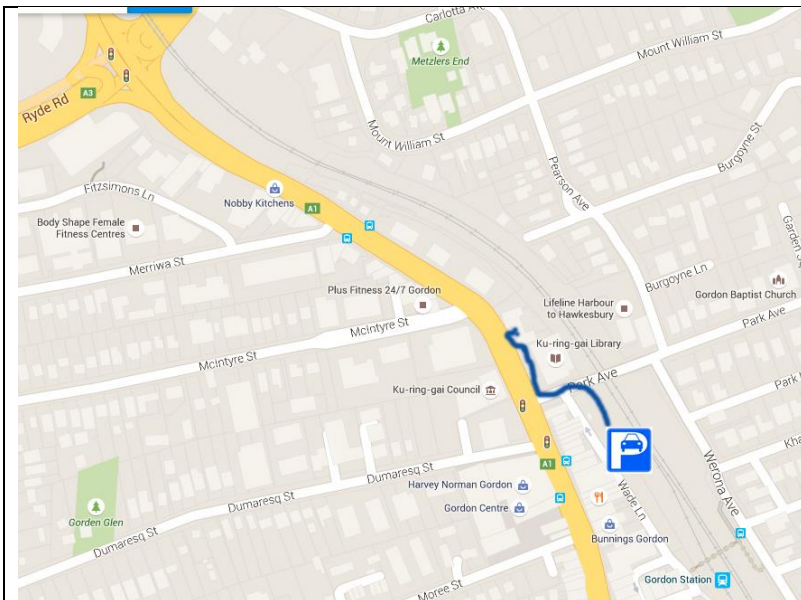 Carlotta Ave
Mount William St
Metzlers End
Ryde Rd
A3
Mount William St
Burgoyne St
Pearson Ave
Fitzsimons Ln
Nobby Kitchens
A1
Body Shape Female
Fitness Centres
Merriwa St
Burgoyne Ln
Gordon Baptist Church
Plus Fitness 24/7 Gordon
Lifeline Harbour
to Hawkesbury
Park Ave
McIntyre St
Ku-ring-gai Library
McIntyre St
Park Ave
Ku-ring-gai Council
P
Dumaresq St
A1
Werona Ave
Harvey Norman Gordon
Wade Ln
Dumaresq St
Gordon Centre
Gorden Glen
Bunnings Gordon
Dumaresq St
Gordon Station
Moree St